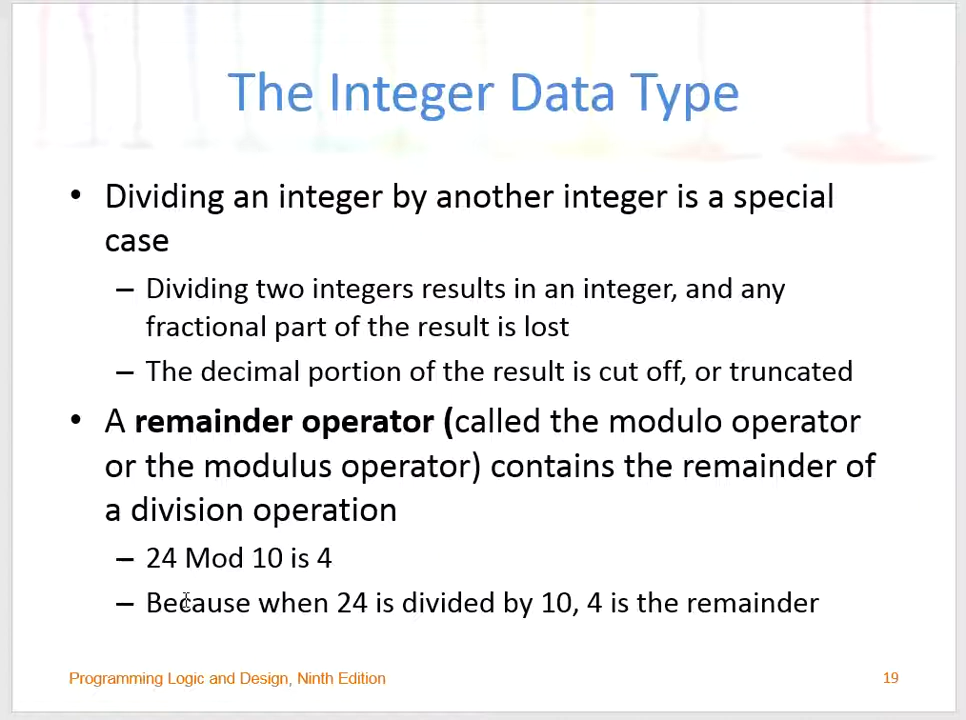 The Integer Data Type
• Dividing an integer by another integer is a special
case
– Dividing two integers results in an integer, and any
fractional part of the result is lost
– The decimal portion of the result is cut off, or truncated
• A remainder operator (called the modulo operator
or the modulus operator) contains the remainder of
a division operation
– 24 Mod 10 is 4
– Because when 24 is divided by 10, 4 is the remainder
Programming Logic and Design, Ninth Edition 19